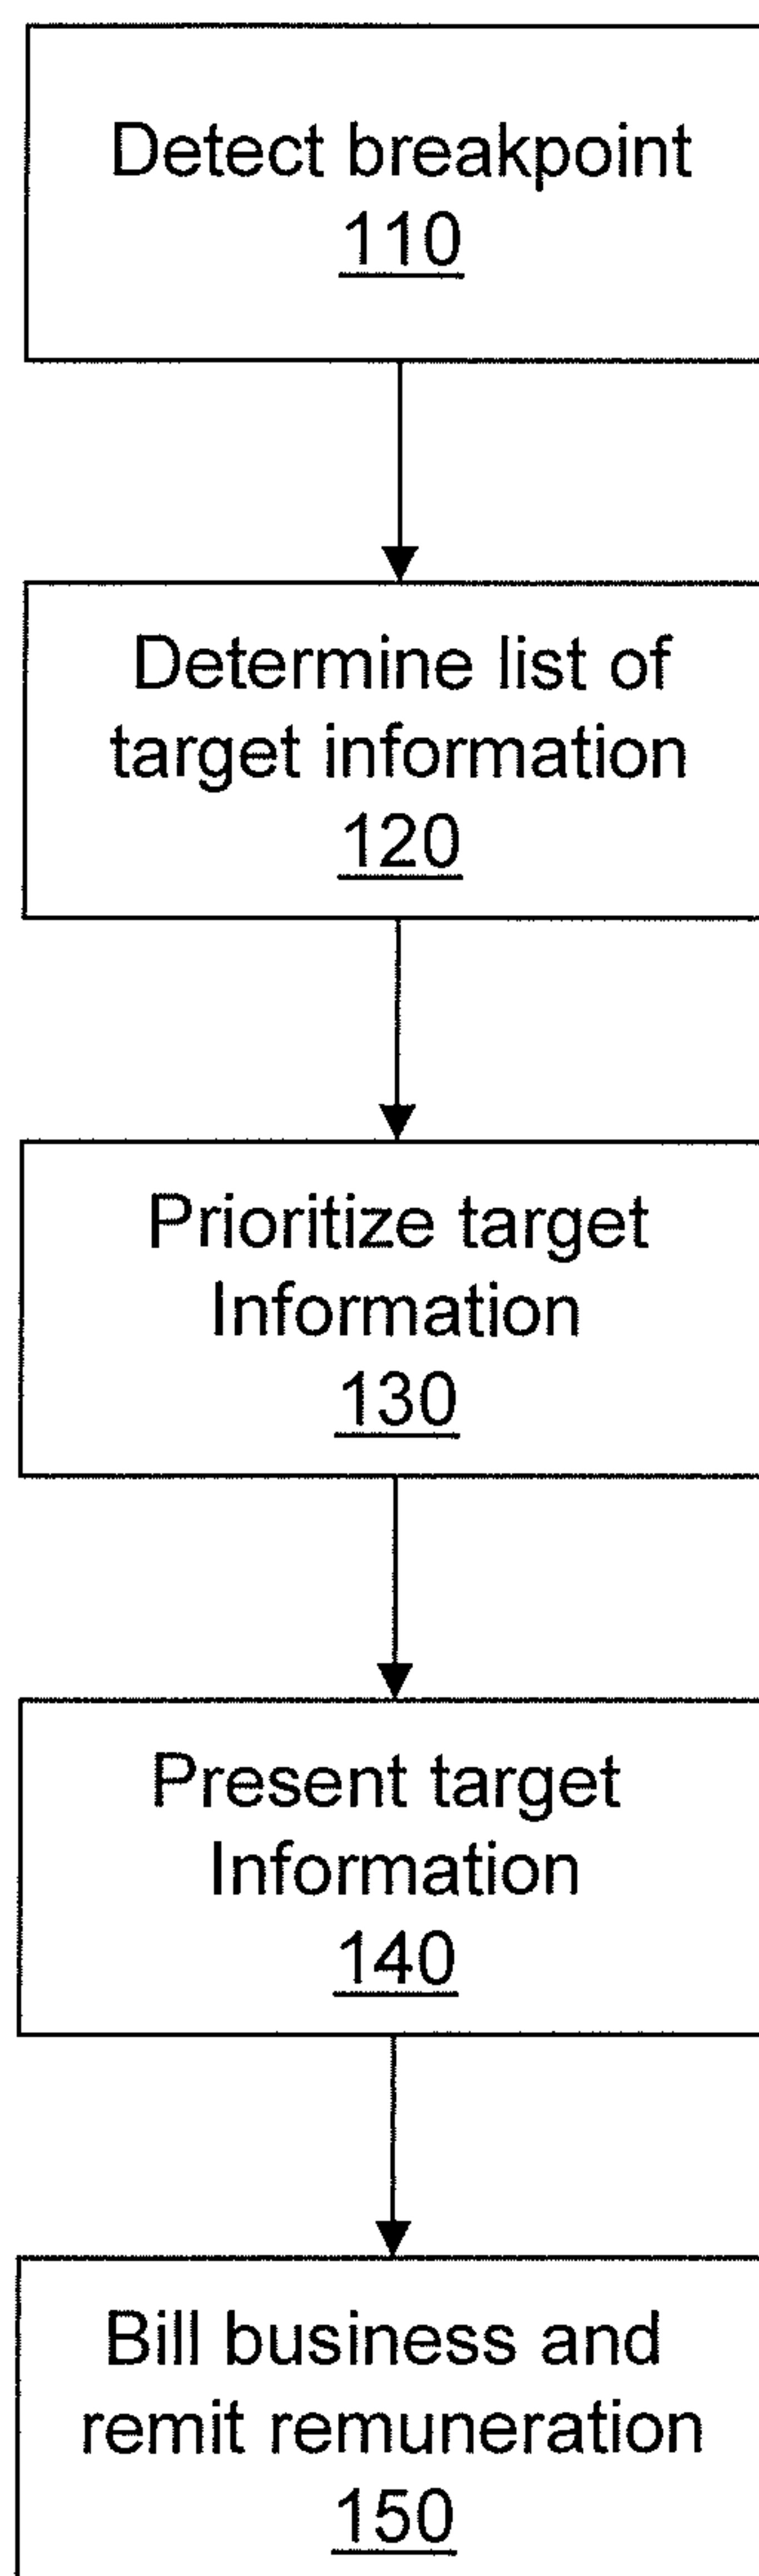 Detect breakpoint
110
Determine list of
target information
120
Prioritize target
Information
130
Present target
Information
140
Bill business and
remit remuneration
150